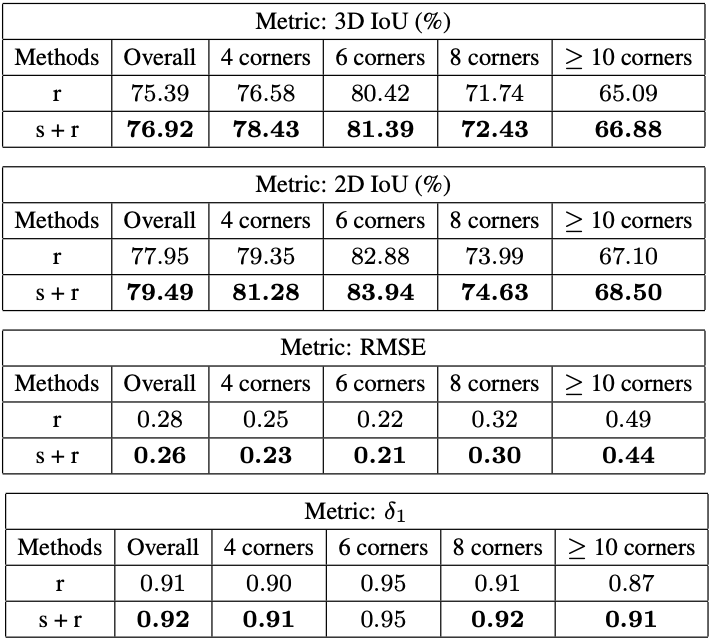 Metric: 3D IoU (%)
Methods Overall 4 corners 6 corners 8 corners ≥ 10 corners
r 75.39 76.58 80.42 71.74 65.09
s + r 76.92 78.43 81.39 72.43 66.88
Metric: 2D IoU (%)
Methods Overall 4 corners 6 corners 8 corners ≥ 10 corners
r 77.95 79.35 82.88 73.99 67.10
s + r 79.49 81.28 83.94 74.63 68.50
Metric: RMSE
Methods Overall 4 corners 6 corners 8 corners ≥ 10 corners
r 0.28 0.25 0.22 0.32 0.49
s + r 0.26 0.23 0.21 0.30 0.44
Metric: δ₁
Methods Overall 4 corners 6 corners 8 corners ≥ 10 corners
r 0.91 0.90 0.95 0.91 0.87
s + r 0.92 0.91 0.95 0.92 0.91